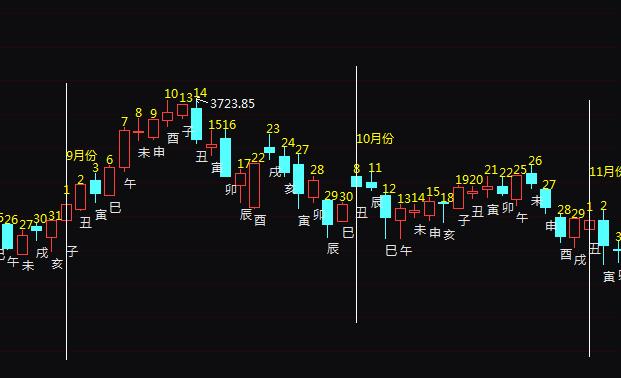 26
午
27
未
30
戌
31
亥
9月份
1
子
2
丑
3
寅
6
巳
7
午
8
未
9
申
10
酉
13
子
14
3723.85
丑
15
寅
16
卯
17
辰
22
酉
23
戌
24
亥
27
寅
28
卯
29
辰
30
巳
10月份
8
丑
11
辰
12
巳
13
午
14
未
15
申
18
亥
19
子
20
丑
21
寅
22
卯
25
午
26
未
27
申
28
酉
29
戌
11月份
1
丑
2
寅
3